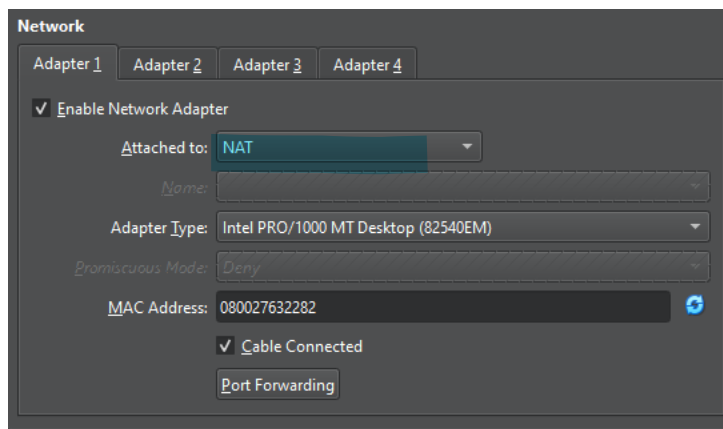 Network
Adapter 1 Adapter 2 Adapter 3 Adapter 4
Enable Network Adapter
Attached to: NAT
Name:
Adapter Type: Intel PRO/1000 MT Desktop (82540EM)
Promiscuous Mode: Deny
MAC Address: 080027632282
Cable Connected
Port Forwarding